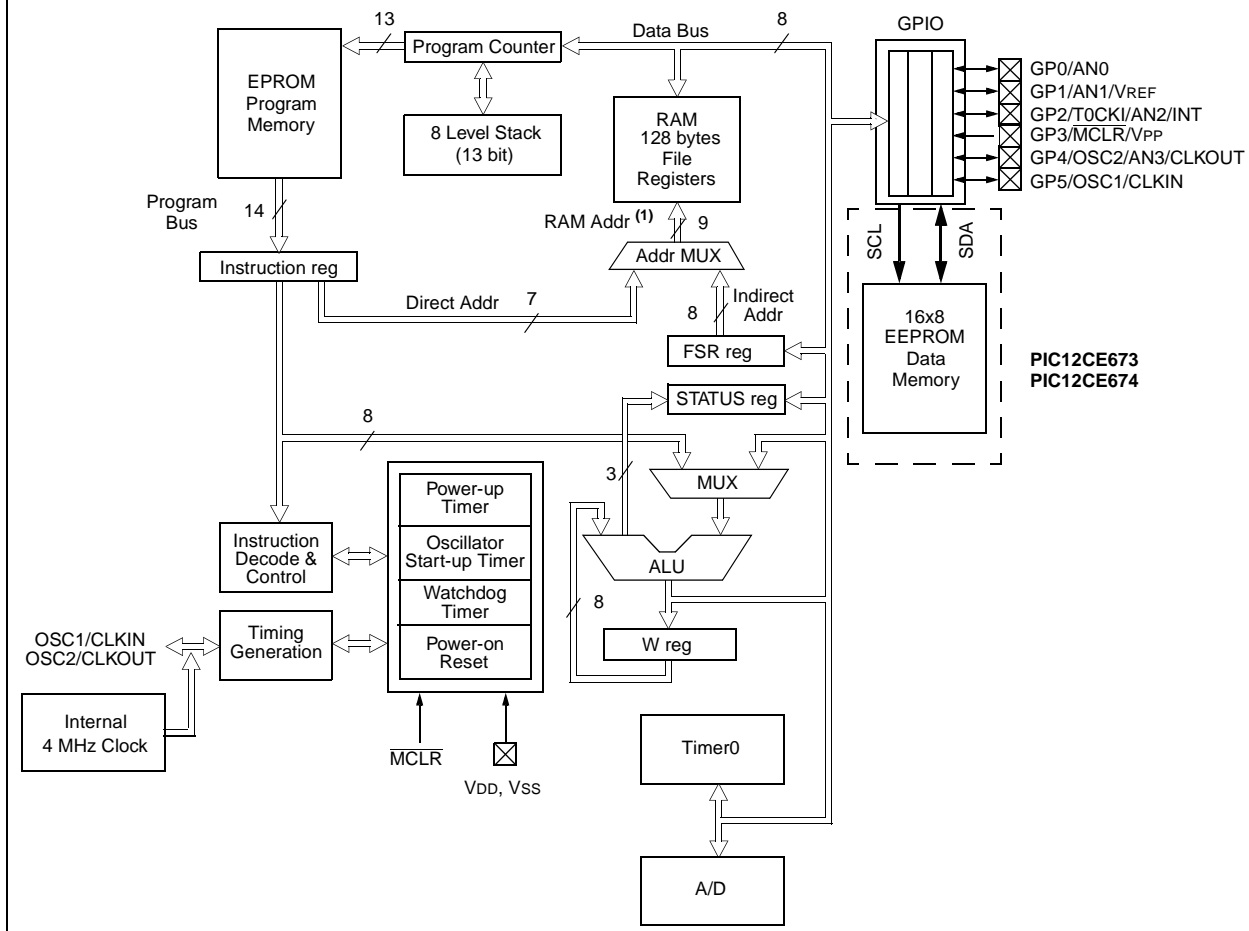 13
Data Bus
8
GPIO
Program Counter
EPROM
Program
Memory
8 Level Stack
(13 bit)
RAM
128 bytes
File
Registers
GP0/AN0
GP1/AN1/VREF
GP2/T0CKI/AN2/INT
GP3/MCLR/VPP
GP4/OSC2/AN3/CLKOUT
GP5/OSC1/CLKIN
Program
Bus
14
RAM Addr (1)
9
SCL
SDA
Addr MUX
Instruction reg
Direct Addr
7
8
Indirect
Addr
FSR reg
16x8
EEPROM
Data
Memory
PIC12CE673
PIC12CE674
STATUS reg
8
3
MUX
Power-up
Timer
Instruction
Decode &
Control
Oscillator
Start-up Timer
ALU
Watchdog
Timer
8
OSC1/CLKIN
OSC2/CLKOUT
Timing
Generation
Power-on
Reset
W reg
Internal
4 MHz Clock
MCLR
VDD, VSS
Timer0
A/D